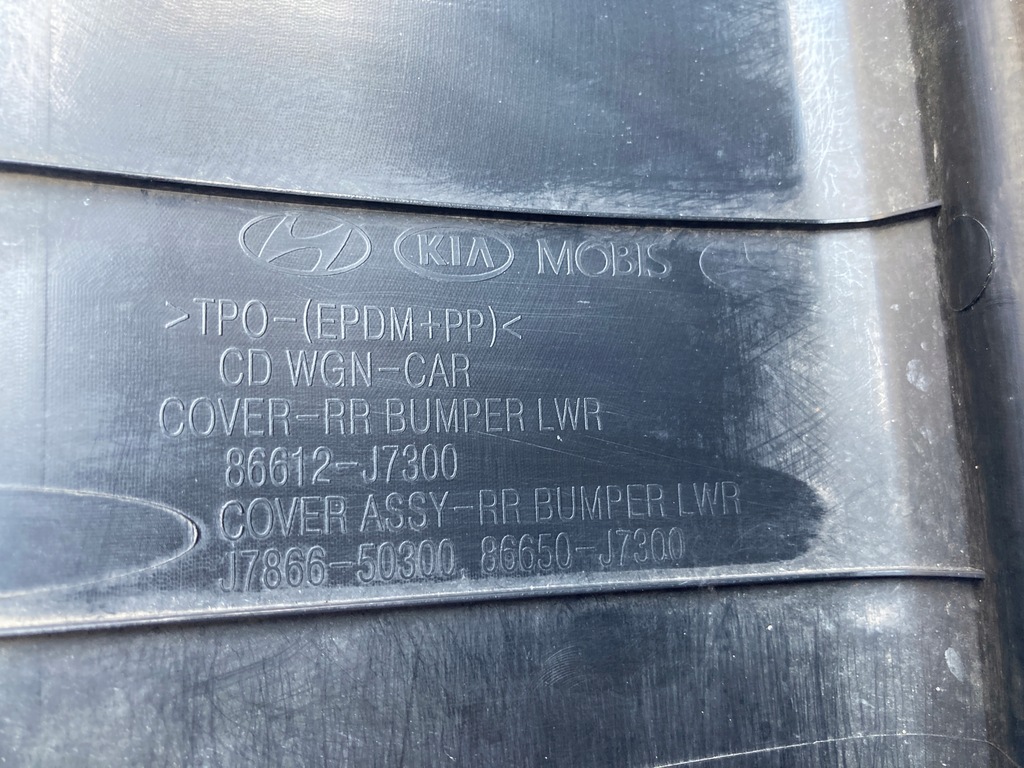 KIA MOBIS
>TPO-(EPDM+PP)<
CD WGN-CAR
COVER-RR BUMPER LWR
86612-J7300
COVER ASSY-RR BUMPER LWR
J7866-50300 86650-J7300